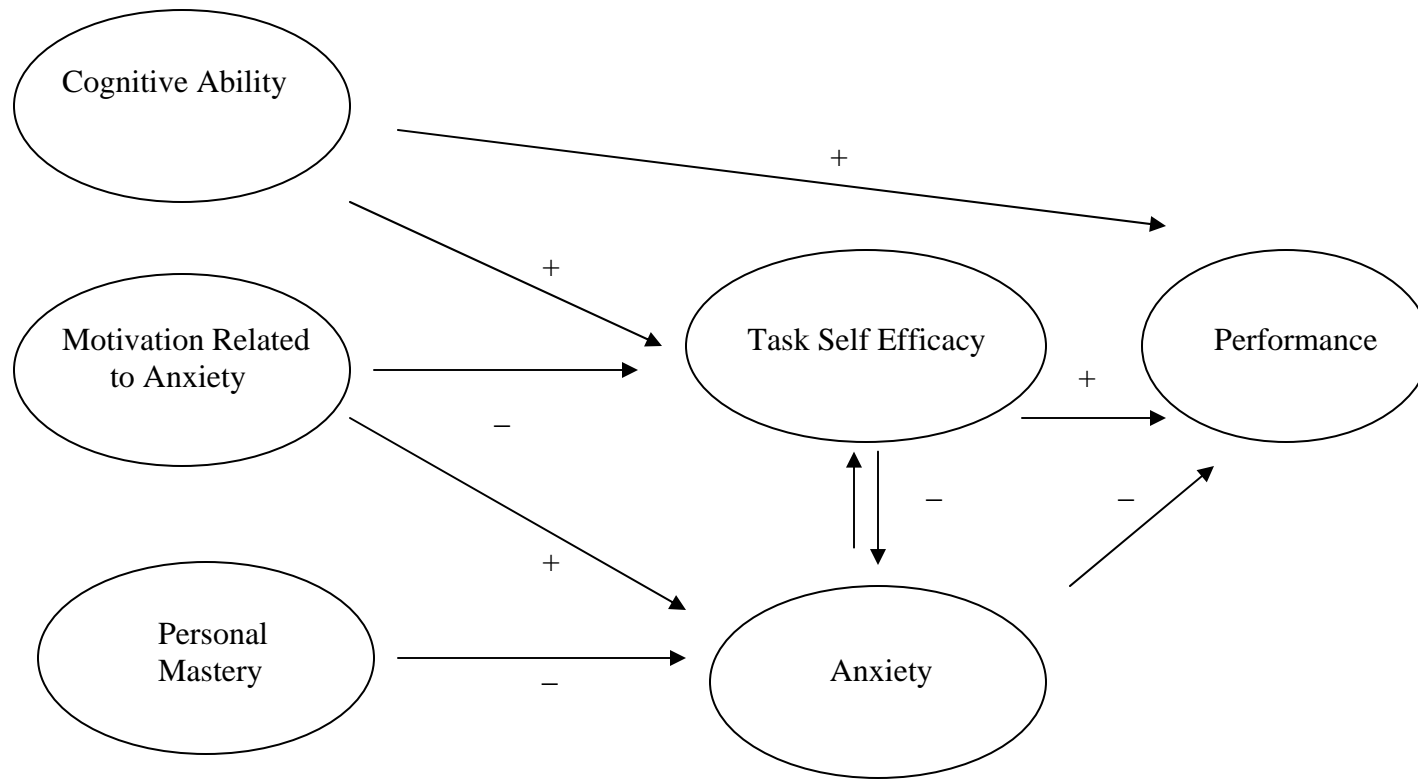 Cognitive Ability
+
+
Motivation Related
to Anxiety
Task Self Efficacy
Performance
+
–
–
–
+
Personal
Mastery
–
Anxiety